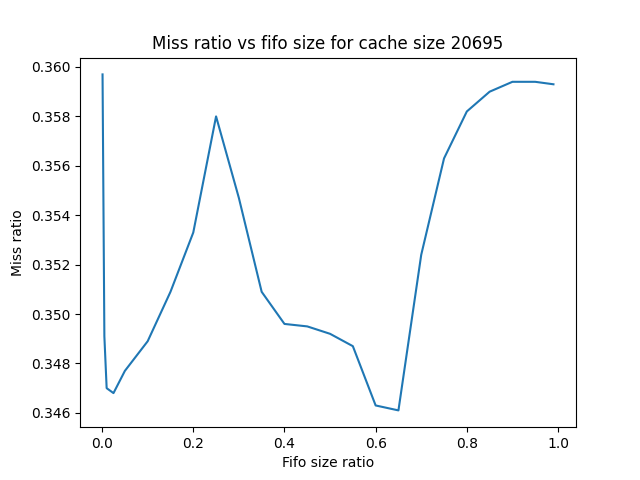 Miss ratio vs fifo size for cache size 20695
0.360
0.358
0.356
0.354
0.352
0.350
0.348
0.346
Miss ratio
0.0 0.2 0.4 0.6 0.8 1.0
Fifo size ratio